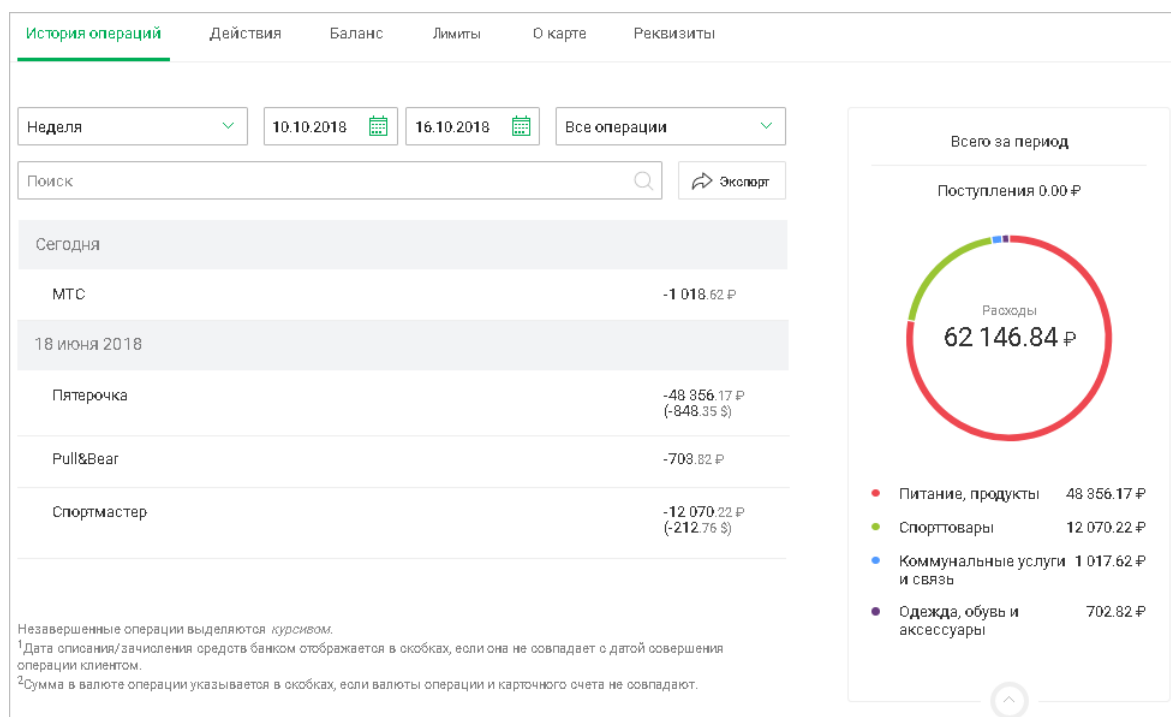 История операций Действия Баланс Лимиты О карте Реквизиты
Неделя 10.10.2018 16.10.2018 Все операции
Поиск Экспорт
Сегодня
МТС -1 018.62 ₽
18 июня 2018
Пятерочка -48 356.17 ₽
(-848.35 $)
Pull&Bear -703.82 ₽
Спортмастер -12 070.22 ₽
(-212.76 $)
Незавершенные операции выделяются курсивом.
1Дата списания/зачисления средств банком отображается в скобках, если она не совпадает с датой совершения
операции клиентом.
2Сумма в валюте операции указывается в скобках, если валюты операции и карточного счета не совпадают.
Всего за период
Поступления 0.00 ₽
Расходы
62 146.84 ₽
Питание, продукты 48 356.17 ₽
Спорттовары 12 070.22 ₽
Коммунальные услуги 1 017.62 ₽
и связь
Одежда, обувь и 702.82 ₽
аксессуары